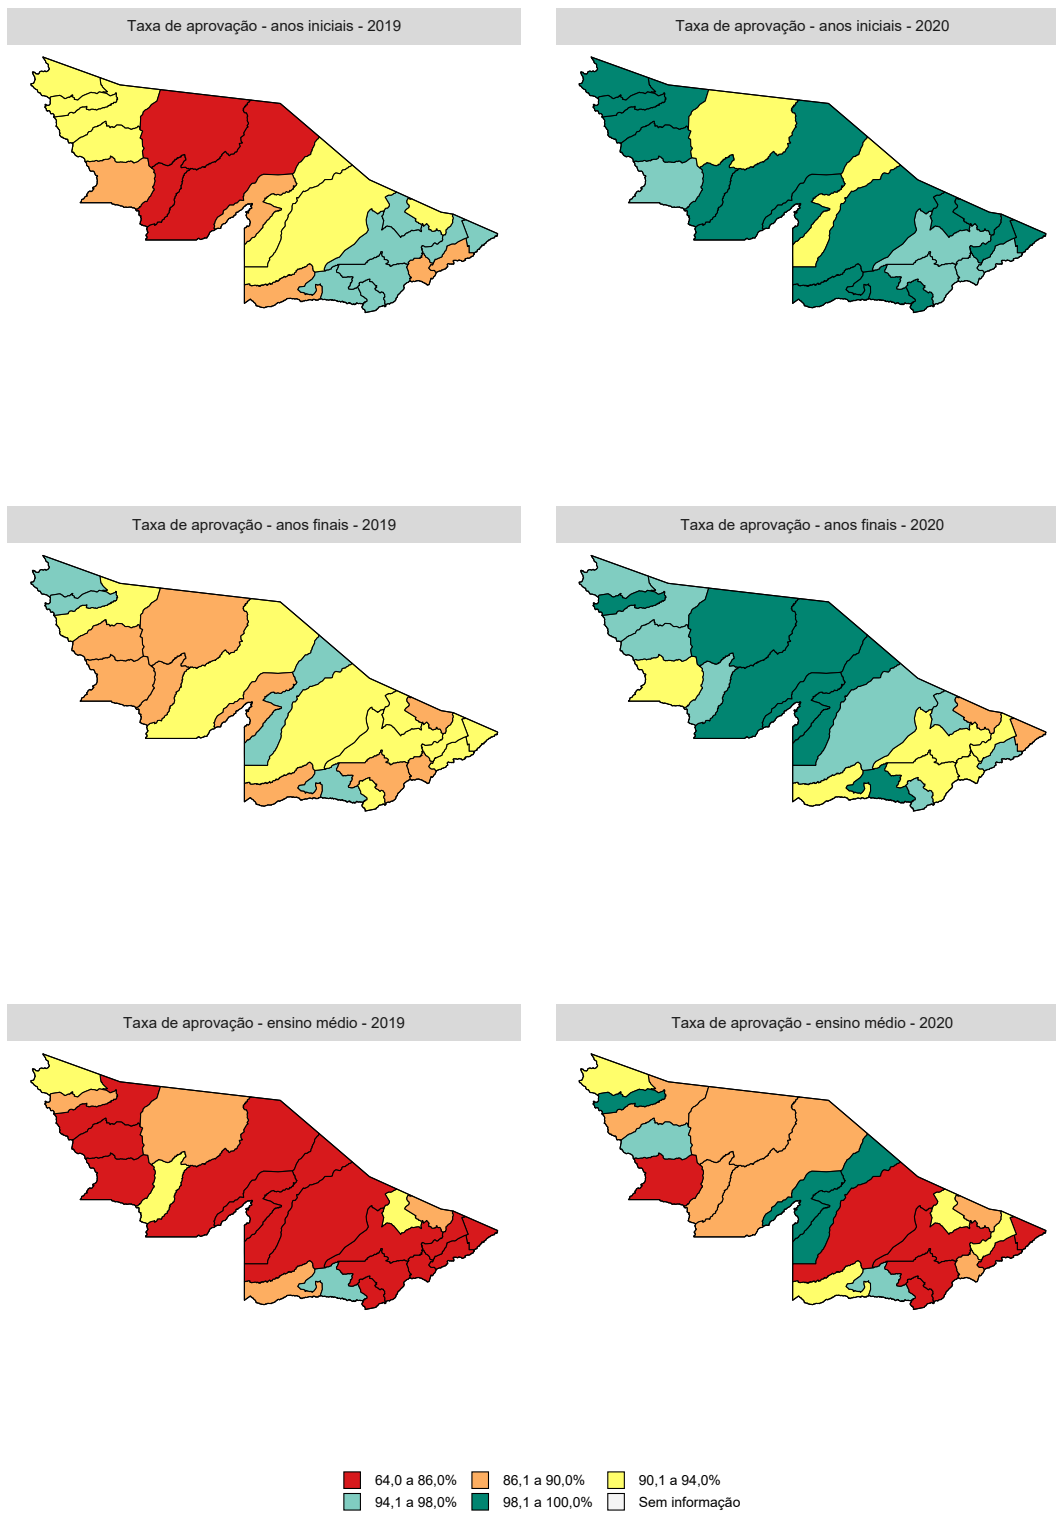 Taxa de aprovação - anos iniciais - 2019
Taxa de aprovação - anos iniciais - 2020
Taxa de aprovação - anos finais - 2019
Taxa de aprovação - anos finais - 2020
Taxa de aprovação - ensino médio - 2019
Taxa de aprovação - ensino médio - 2020
64,0 a 86,0%
86,1 a 90,0%
90,1 a 94,0%
94,1 a 98,0%
98,1 a 100,0%
Sem informação